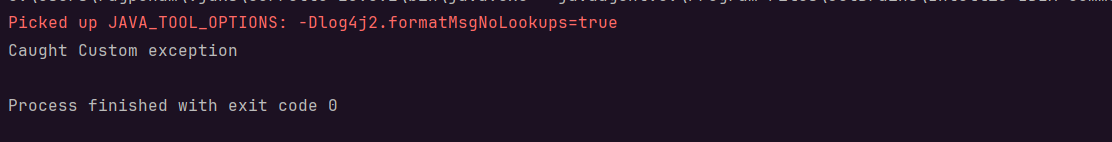 Picked up JAVA_TOOL_OPTIONS: -Dlog4j2.formatMsgNoLookups=true
Caught Custom exception
Process finished with exit code 0